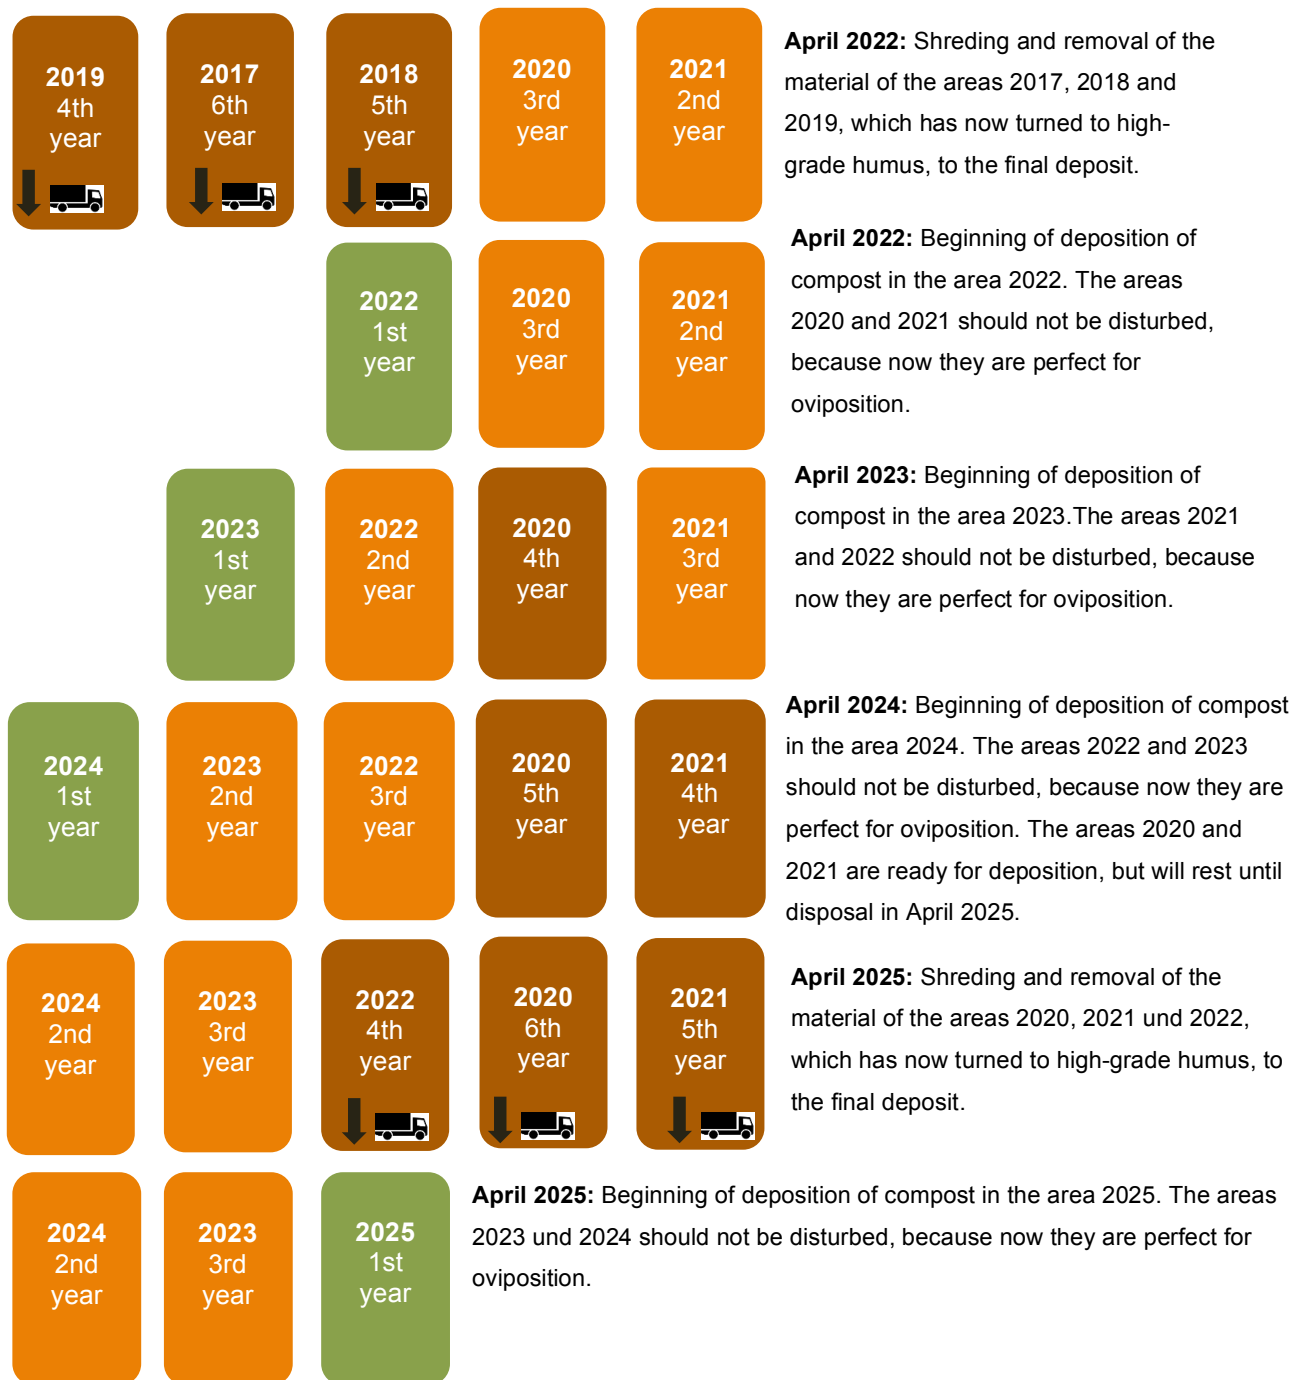 2019
4th
year
2017
6th
year
2018
5th
year
2020
3rd
year
2021
2nd
year
April 2022: Shreding and removal of the
material of the areas 2017, 2018 and
2019, which has now turned to high-
grade humus, to the final deposit.
2022
1st
year
2020
3rd
year
2021
2nd
year
April 2022: Beginning of deposition of
compost in the area 2022. The areas
2020 and 2021 should not be disturbed,
because now they are perfect for
oviposition.
2023
1st
year
2022
2nd
year
2020
4th
year
2021
3rd
year
April 2023: Beginning of deposition of
compost in the area 2023.The areas 2021
and 2022 should not be disturbed, because
now they are perfect for oviposition.
2024
1st
year
2023
2nd
year
2022
3rd
year
2020
5th
year
2021
4th
year
April 2024: Beginning of deposition of compost
in the area 2024. The areas 2022 and 2023
should not be disturbed, because now they are
perfect for oviposition. The areas 2020 and
2021 are ready for deposition, but will rest until
disposal in April 2025.
2024
2nd
year
2023
3rd
year
2022
4th
year
2020
6th
year
2021
5th
year
April 2025: Shreding and removal of the
material of the areas 2020, 2021 und 2022,
which has now turned to high-grade humus, to
the final deposit.
2024
2nd
year
2023
3rd
year
2025
1st
year
April 2025: Beginning of deposition of compost in the area 2025. The areas
2023 und 2024 should not be disturbed, because now they are perfect for
oviposition.